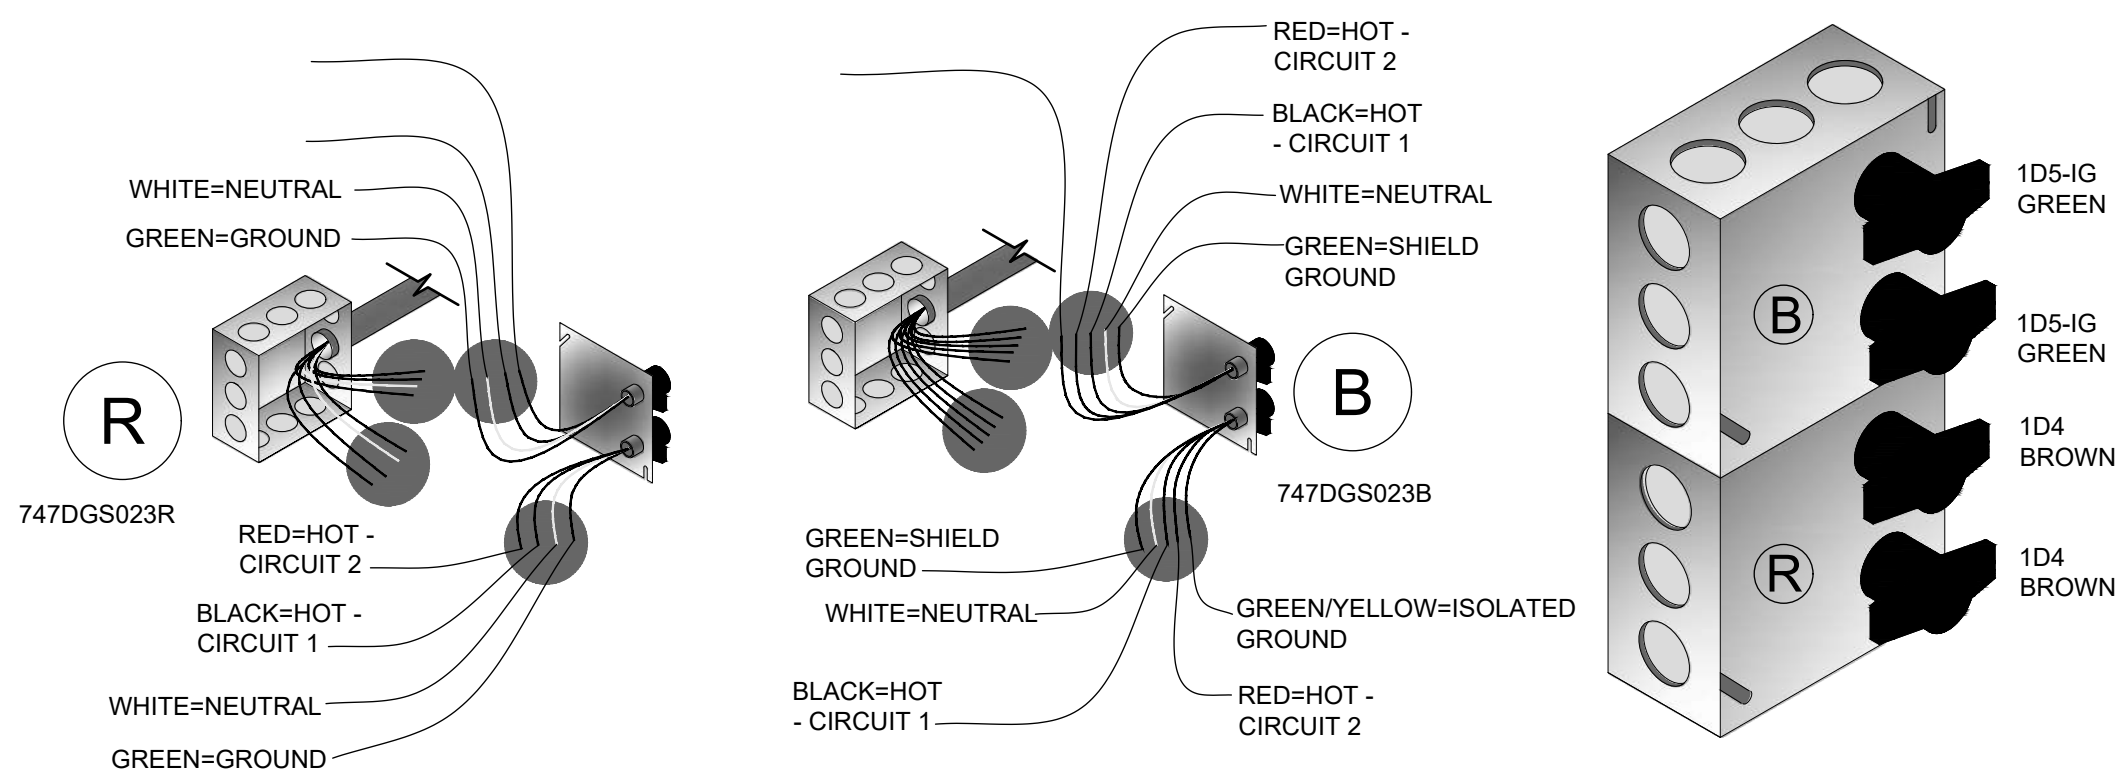 WHITE=NEUTRAL
GREEN=GROUND
R
747DGS023R
RED=HOT -
CIRCUIT 2
BLACK=HOT -
CIRCUIT 1
WHITE=NEUTRAL
GREEN=GROUND
RED=HOT -
CIRCUIT 2
BLACK=HOT
- CIRCUIT 1
WHITE=NEUTRAL
GREEN=SHIELD
GROUND
B
747DGS023B
GREEN=SHIELD
GROUND
WHITE=NEUTRAL
BLACK=HOT
- CIRCUIT 1
GREEN/YELLOW=ISOLATED
GROUND
RED=HOT -
CIRCUIT 2
B
R
1D5-IG
GREEN
1D5-IG
GREEN
1D4
BROWN
1D4
BROWN